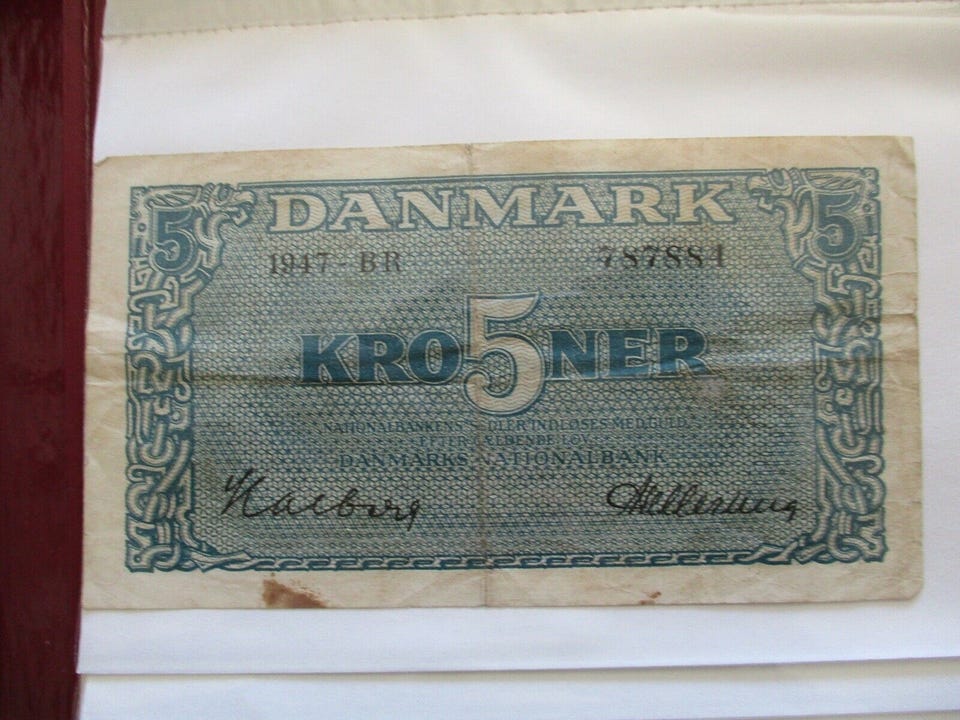 DANMARK
5 5
1947 - BR 787884
KRO5NER
NATIONALBANKENS SEDLER INDLØSES MED GULD
EFTER GÆLDENDE LOV
DANMARKS NATIONALBANK
Halberg